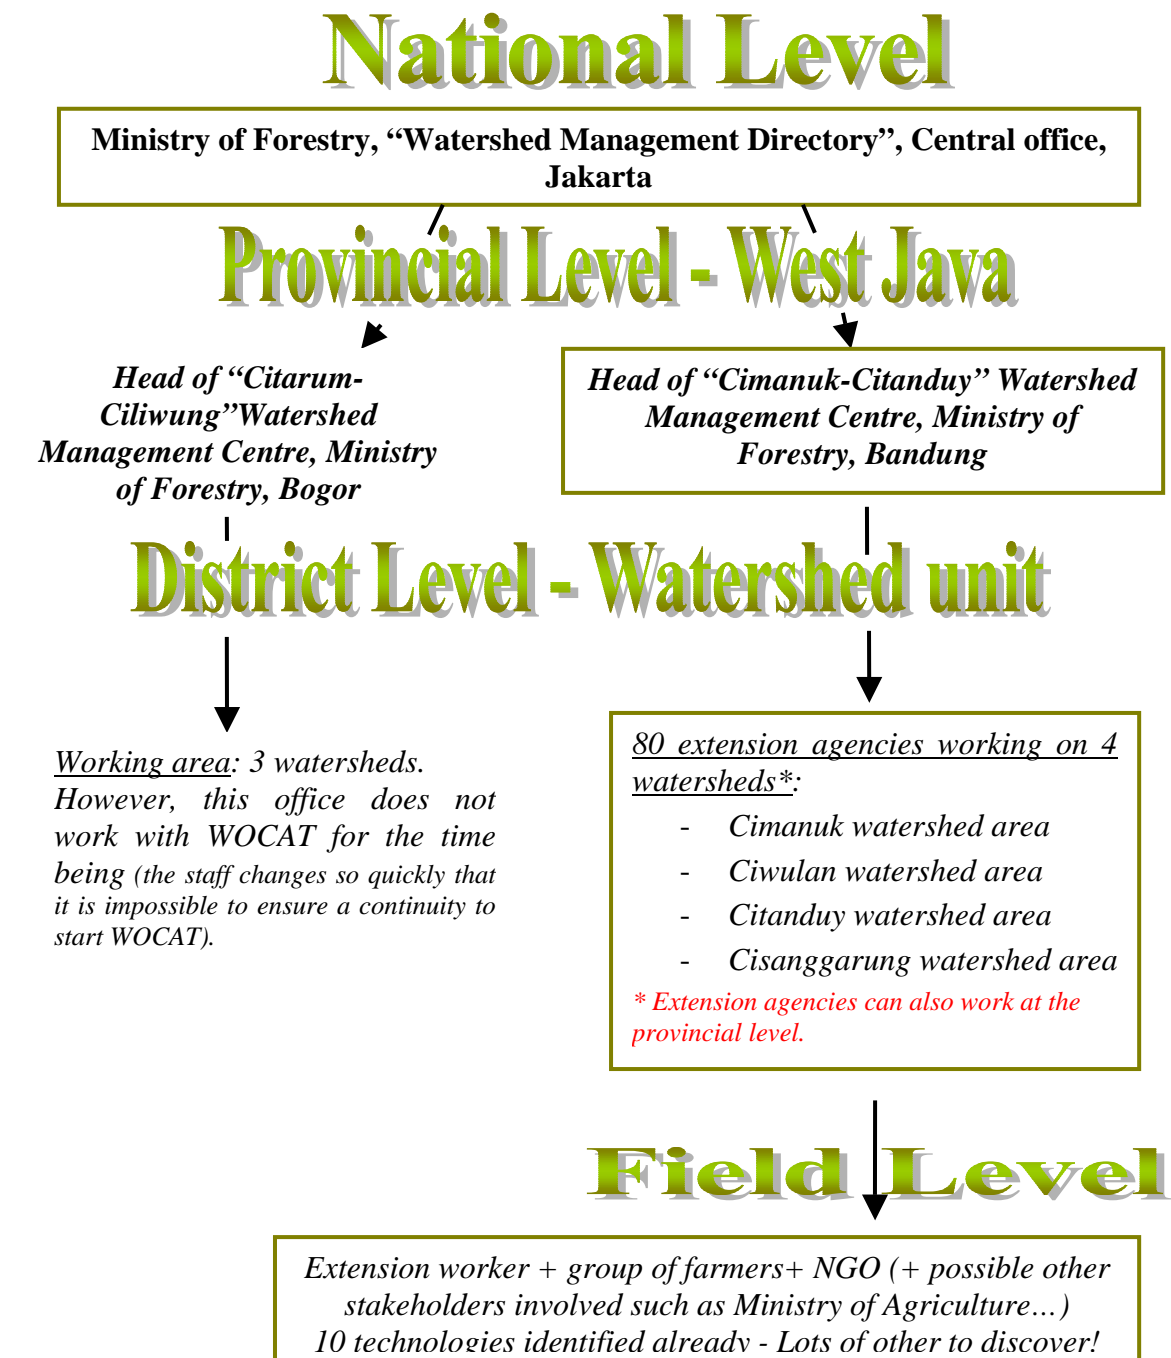 National Level
Ministry of Forestry, “Watershed Management Directory”, Central office,
Jakarta
Provincial Level - West Java
Head of “Citarum-
Ciliwung”Watershed
Management Centre, Ministry
of Forestry, Bogor
Head of “Cimanuk-Citanduy” Watershed
Management Centre, Ministry of
Forestry, Bandung
District Level - Watershed unit
Working area: 3 watersheds.
However, this office does not
work with WOCAT for the time
being (the staff changes so quickly that
it is impossible to ensure a continuity to
start WOCAT).
80 extension agencies working on 4
watersheds*:
- Cimanuk watershed area
- Ciwulan watershed area
- Citanduy watershed area
- Cisanggarung watershed area
* Extension agencies can also work at the
provincial level.
Field Level
Extension worker + group of farmers+ NGO (+ possible other
stakeholders involved such as Ministry of Agriculture…)
10 technologies identified already - Lots of other to discover!